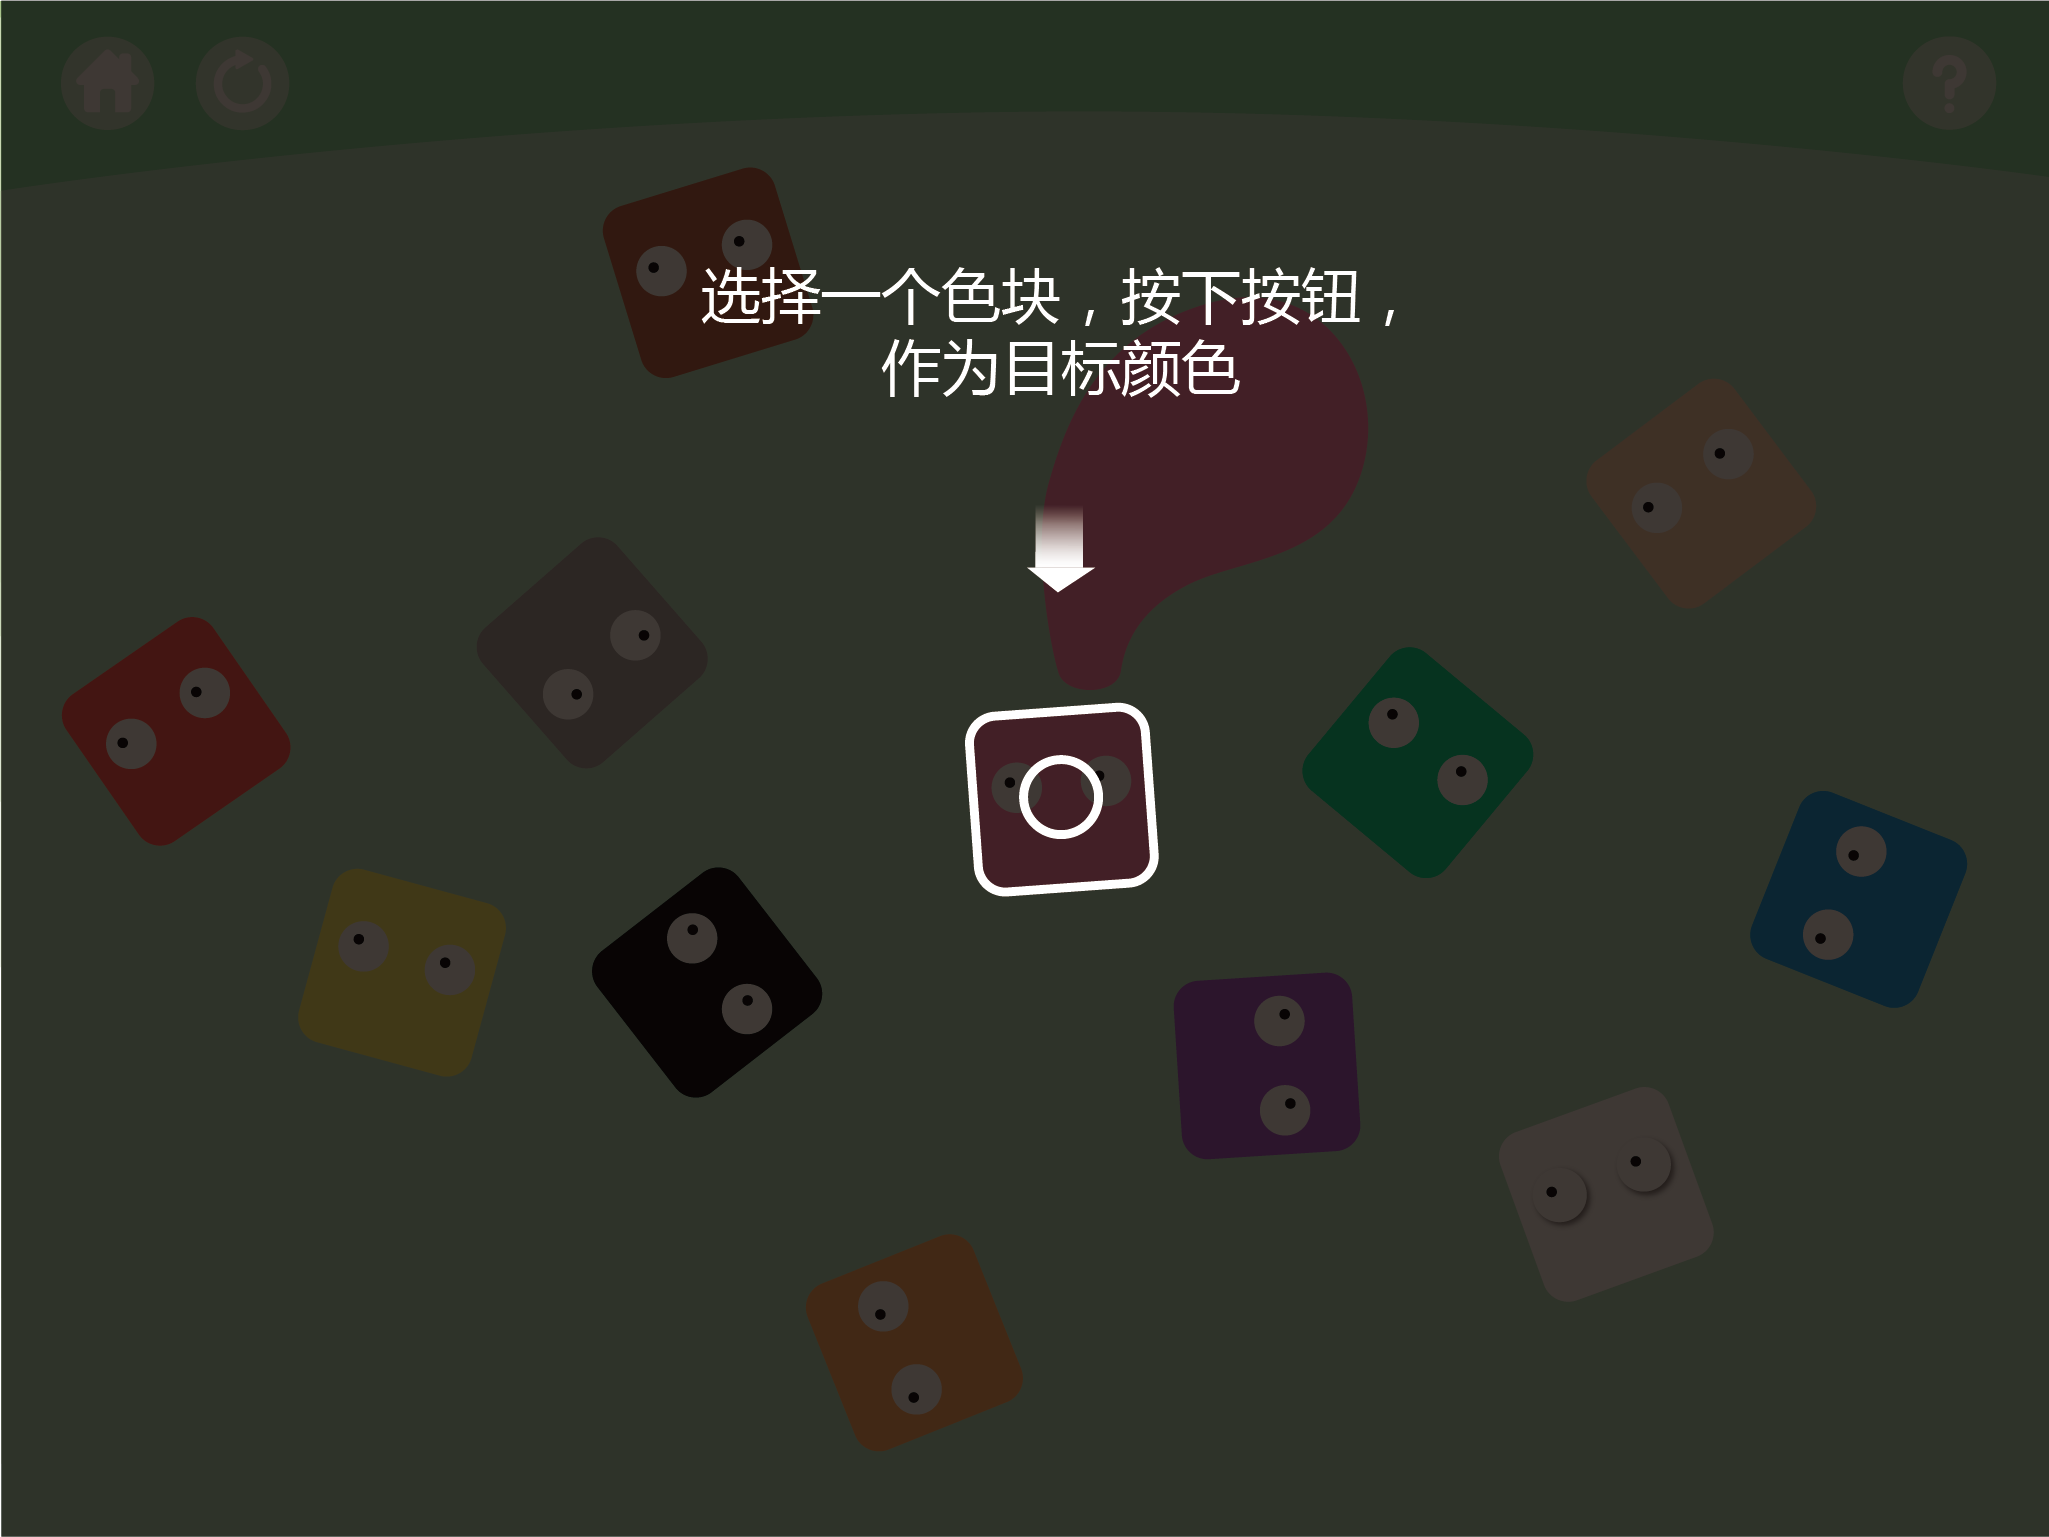 选择一个色块，按下按钮，
作为目标颜色
?